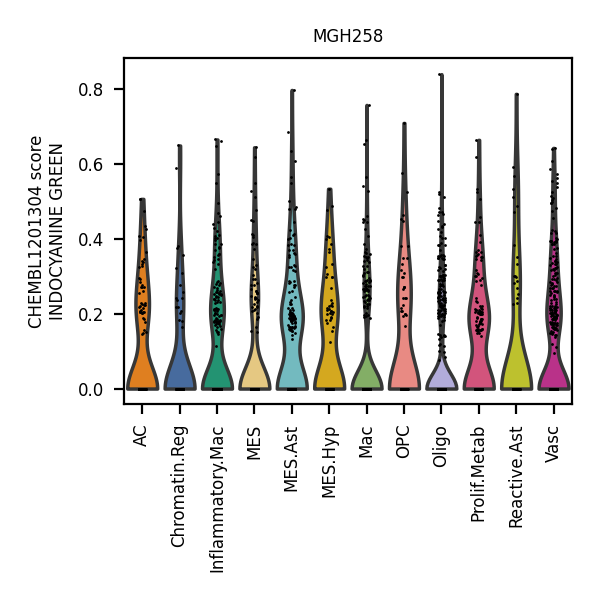 MGH258
CHEMBL1201304 score
INDOCYANINE GREEN
0.8
0.6
0.4
0.2
0.0
AC
Chromatin.Reg
Inflammatory.Mac
MES
MES.Ast
MES.Hyp
Mac
OPC
Oligo
Prolif.Metab
Reactive.Ast
Vasc